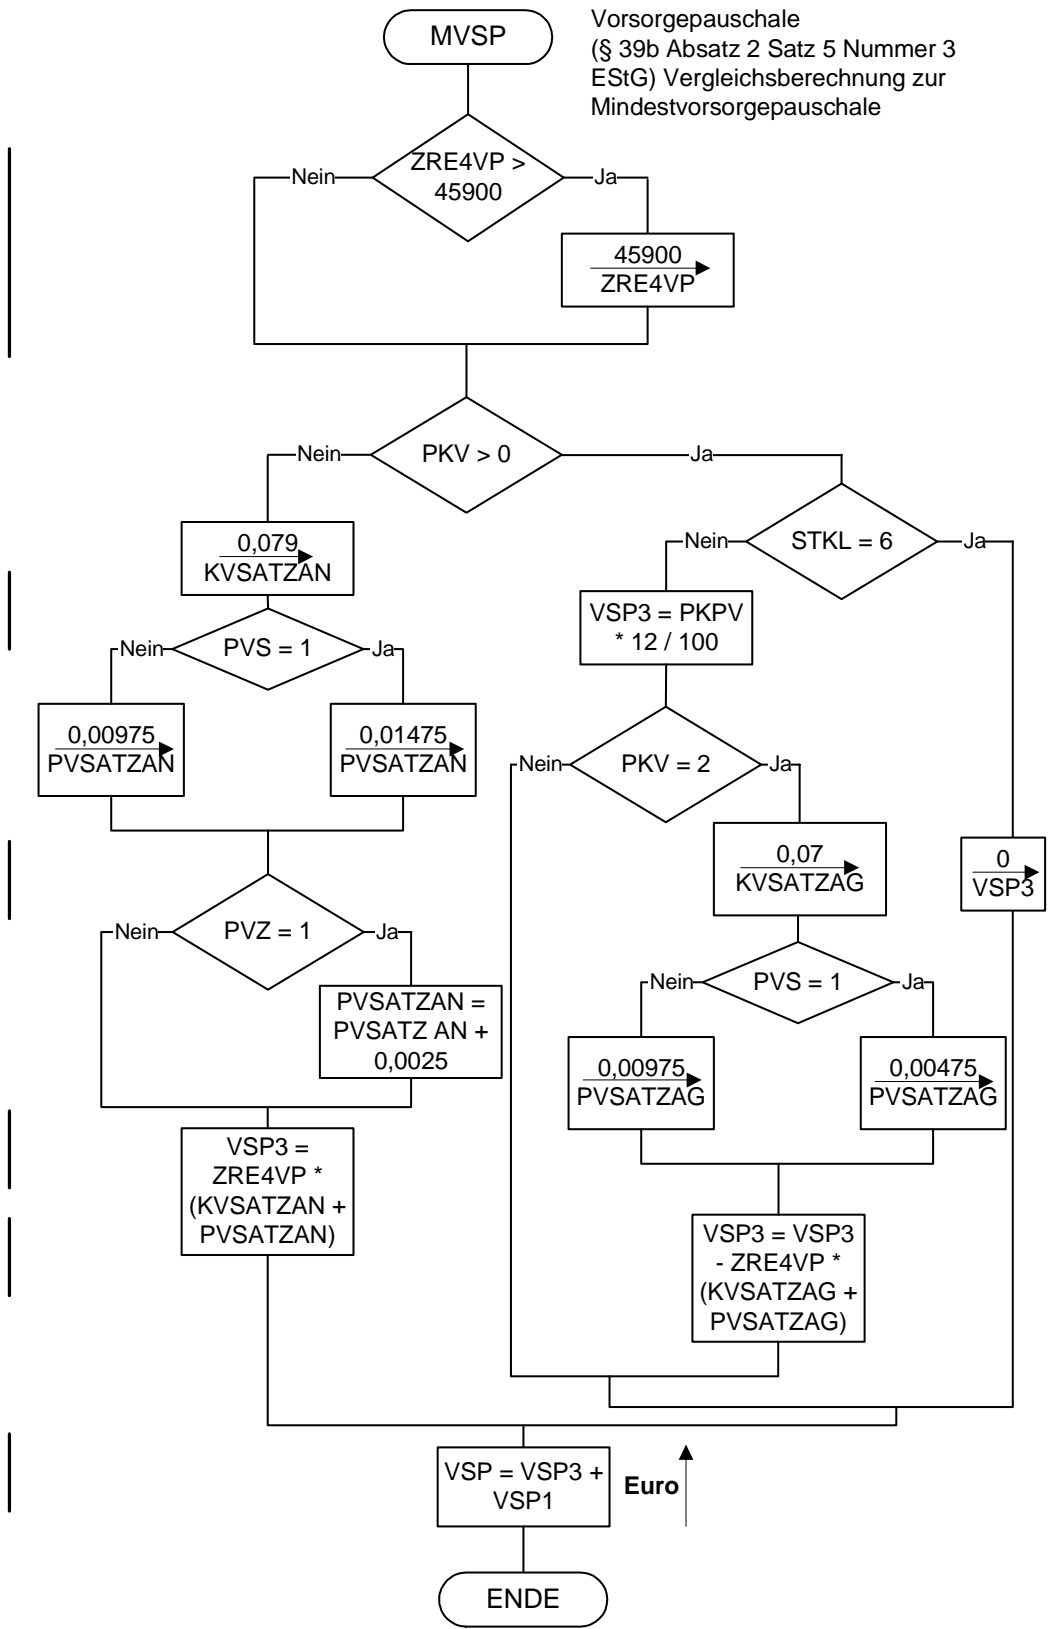 MVSP
Vorsorgepauschale
(§ 39b Absatz 2 Satz 5 Nummer 3
EStG) Vergleichsberechnung zur
Mindestvorsorgepauschale
ZRE4VP >
45900
Nein
Ja
45900
ZRE4VP
PKV > 0
Nein
Ja
0,079
KVSATZAN
STKL = 6
Nein
Ja
VSP3 = PKPV
* 12 / 100
PVS = 1
Nein
Ja
0,00975
PVSATZAN
0,01475
PVSATZAN
PKV = 2
Nein
Ja
0,07
KVSATZAG
0
VSP3
PVZ = 1
Nein
Ja
PVSATZAN =
PVSATZ AN +
0,0025
PVS = 1
Nein
Ja
0,00975
PVSATZAG
0,00475
PVSATZAG
VSP3 =
ZRE4VP *
(KVSATZAN +
PVSATZAN)
VSP3 = VSP3
- ZRE4VP *
(KVSATZAG +
PVSATZAG)
VSP = VSP3 +
VSP1
Euro
ENDE